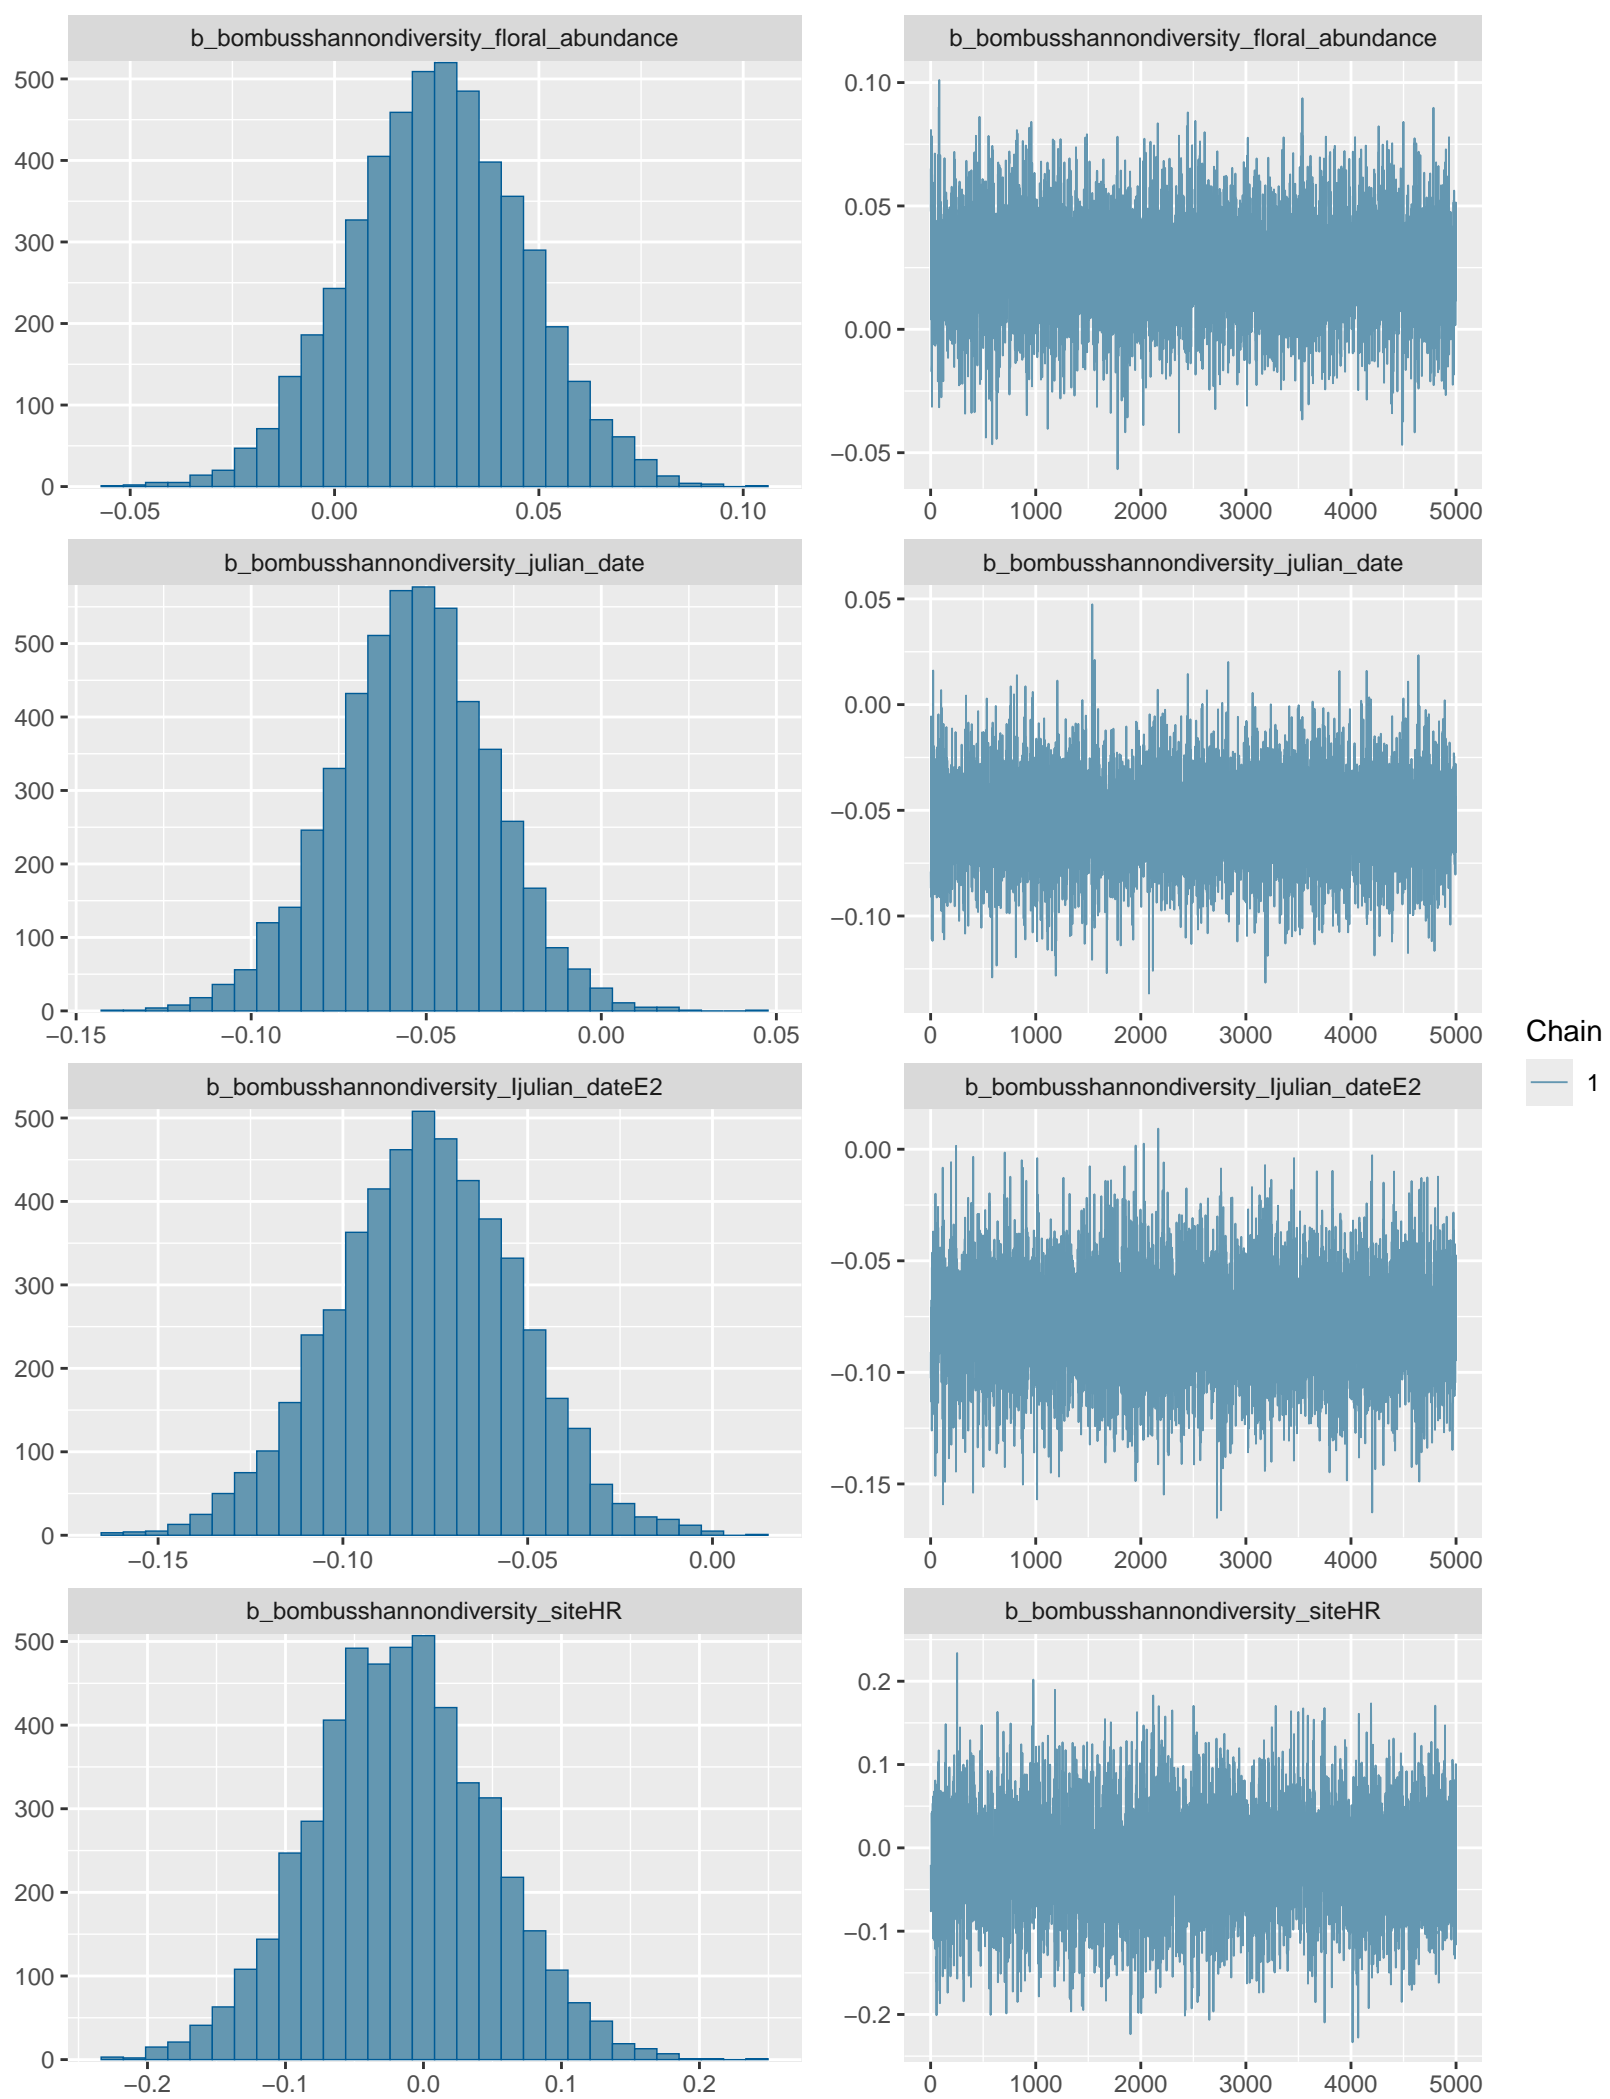 b_bombusshannondiversity_floral_abundance
500
400
300
200
100
0
−0.05 0.00 0.05 0.10
b_bombusshannondiversity_floral_abundance
0.10
0.05
0.00
−0.05
0 1000 2000 3000 4000 5000
b_bombusshannondiversity_julian_date
500
400
300
200
100
0
−0.15 −0.10 −0.05 0.00 0.05
b_bombusshannondiversity_julian_date
0.05
0.00
−0.05
−0.10
0 1000 2000 3000 4000 5000
b_bombusshannondiversity_Ijulian_dateE2
500
400
300
200
100
0
−0.15 −0.10 −0.05 0.00
b_bombusshannondiversity_Ijulian_dateE2
0.00
−0.05
−0.10
−0.15
0 1000 2000 3000 4000 5000
b_bombusshannondiversity_siteHR
500
400
300
200
100
0
−0.2 −0.1 0.0 0.1 0.2
b_bombusshannondiversity_siteHR
0.2
0.1
0.0
−0.1
−0.2
0 1000 2000 3000 4000 5000
Chain
1